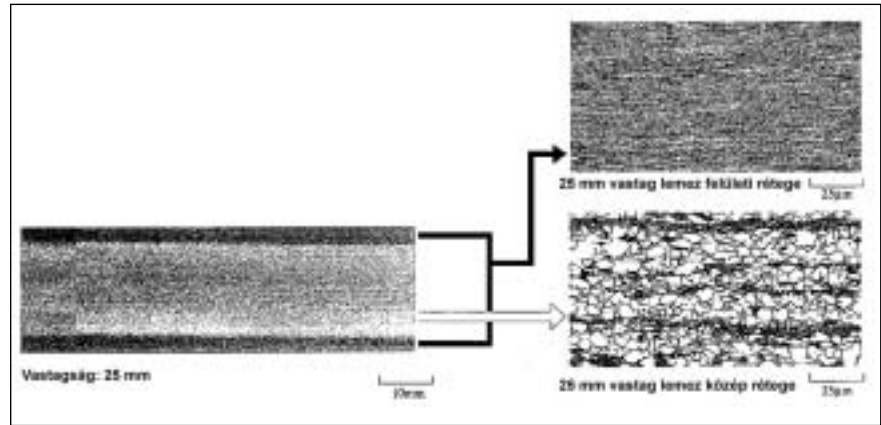 25 mm vastag lemez felületi rétege
25µm
Vastagság: 25 mm
10mm
25 mm vastag lemez közép rétege
25µm